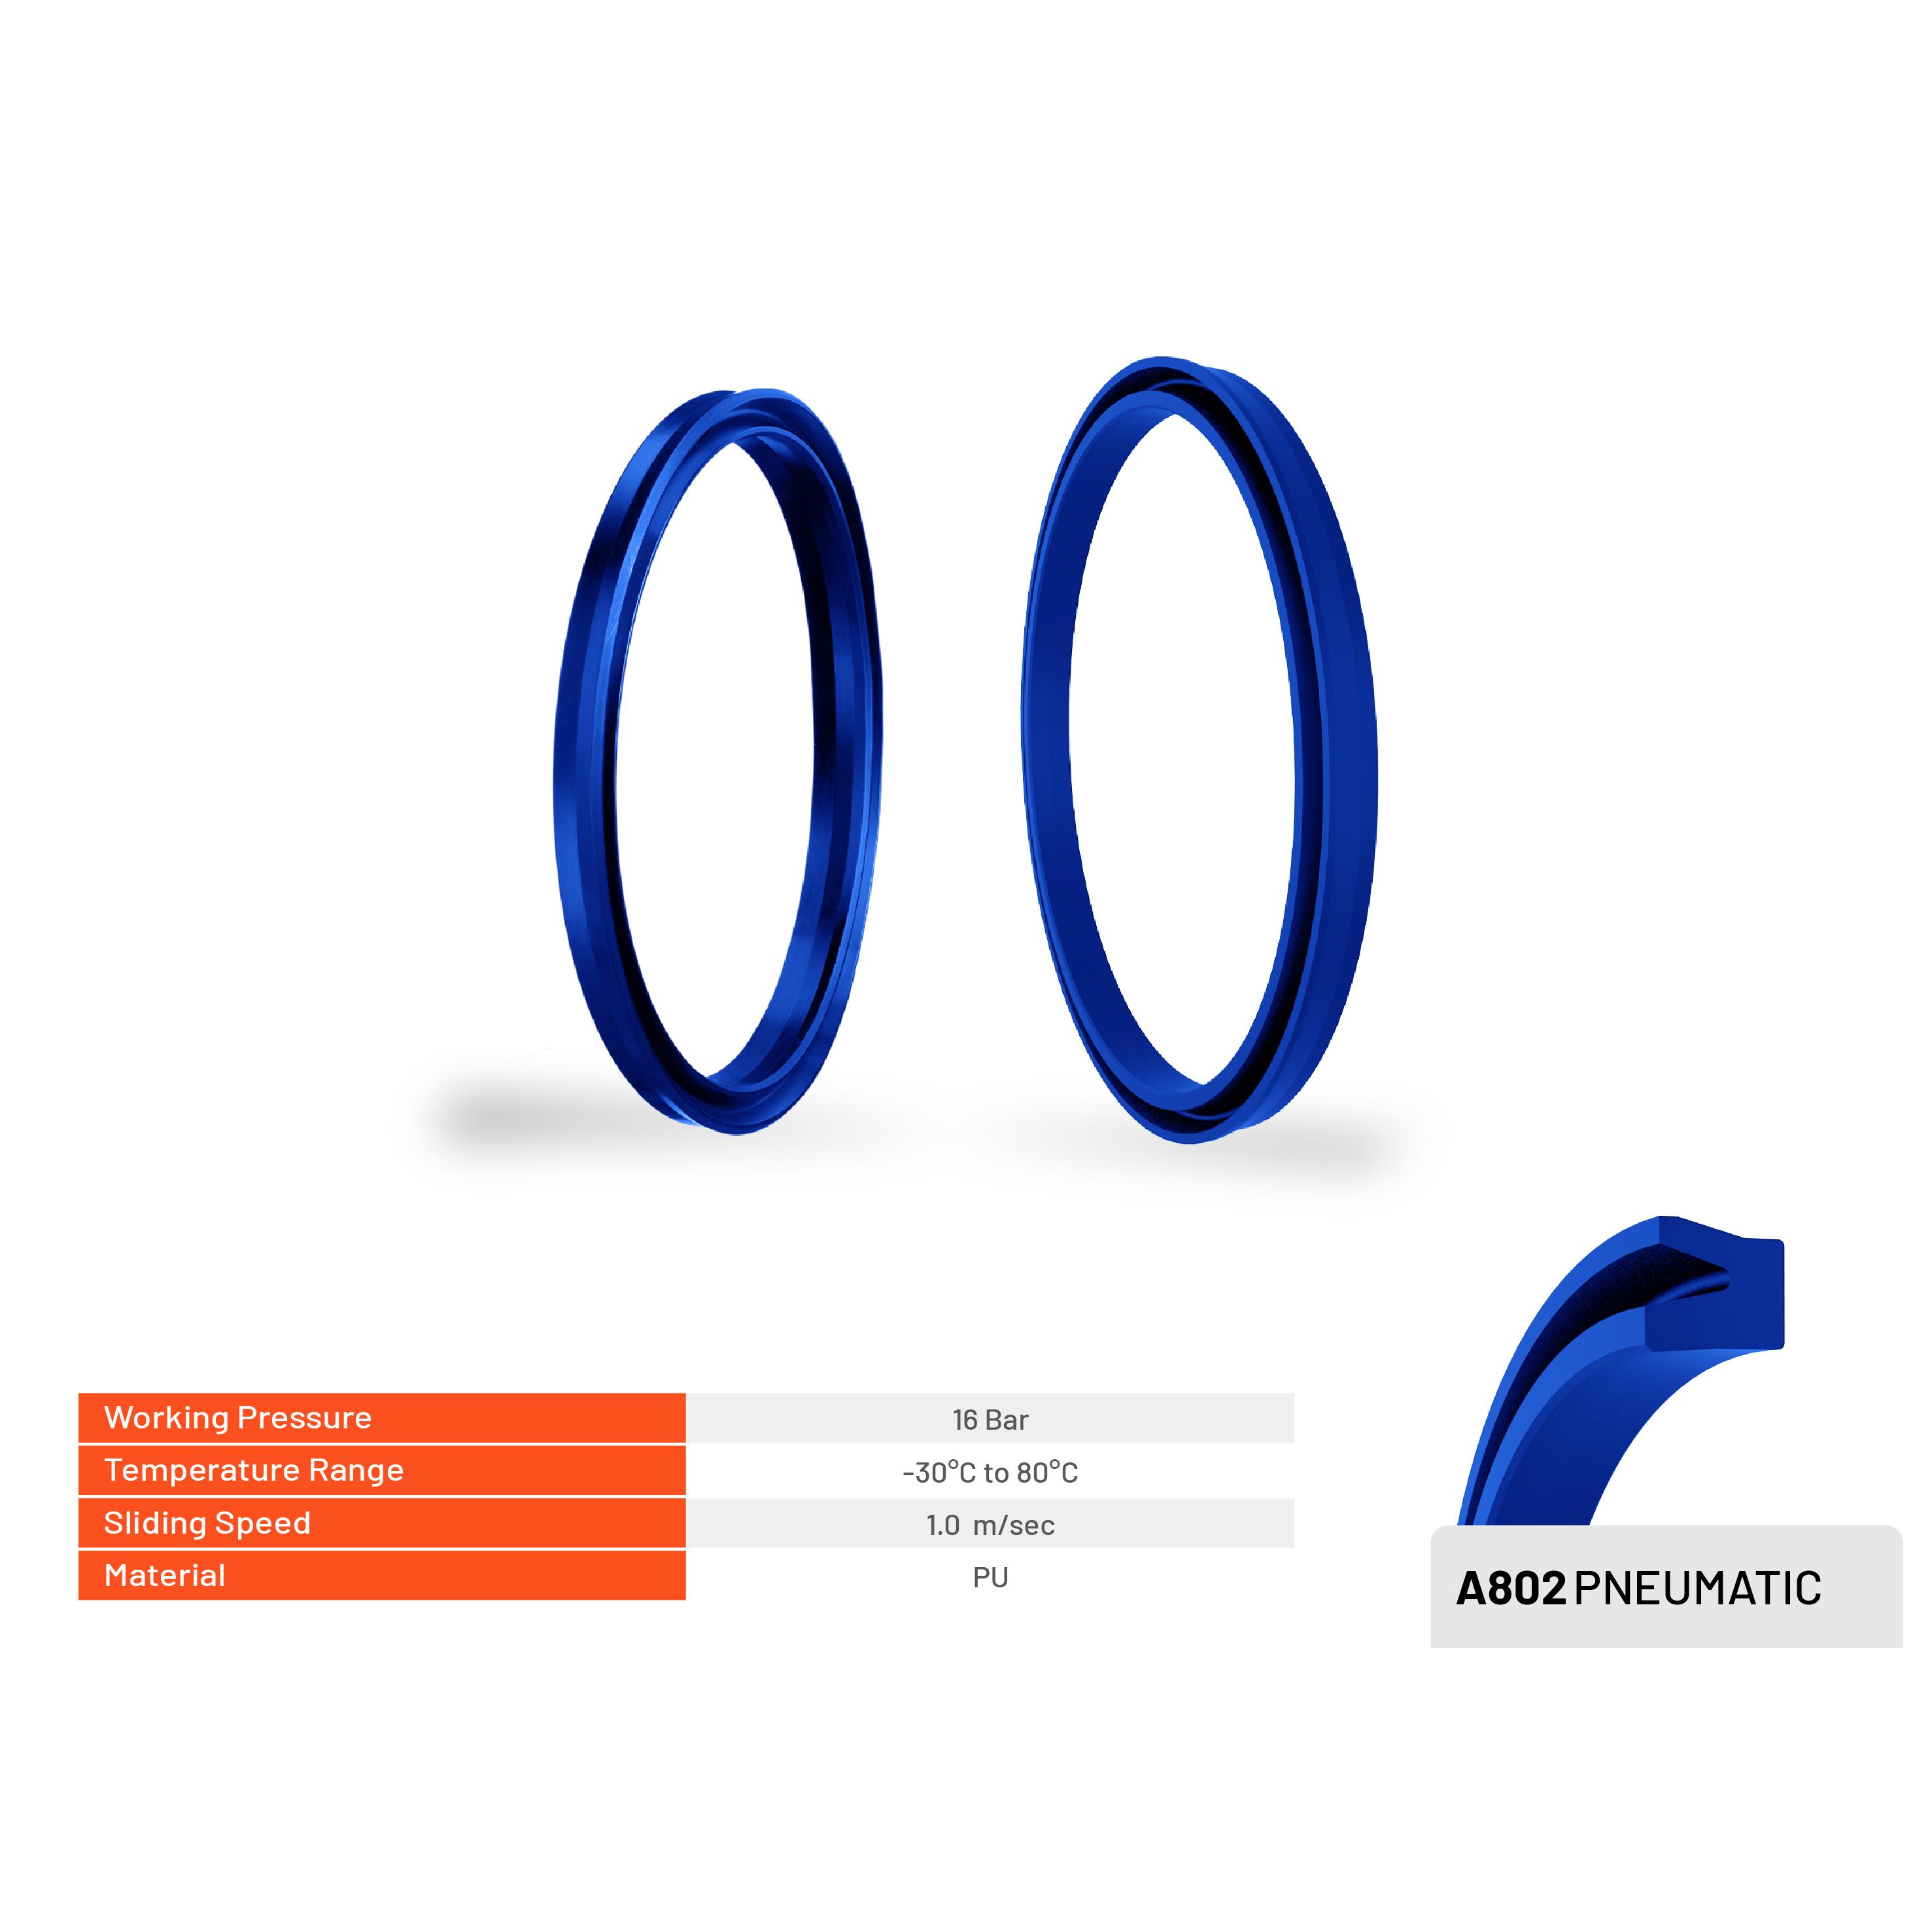 Working Pressure 16 Bar
Temperature Range -30°C to 80°C
Sliding Speed 1.0 m/sec
Material PU
A802 PNEUMATIC